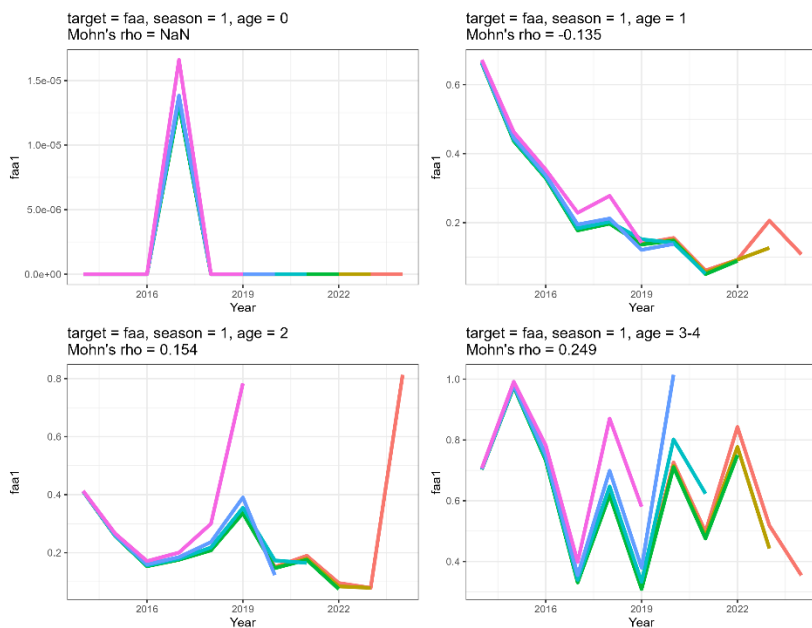 target = faa, season = 1, age = 0
Mohn's rho = NaN
1.5e-05
1.0e-05
5.0e-06
0.0e+00
faa1
2016
2019
2022
Year
target = faa, season = 1, age = 1
Mohn's rho = -0.135
0.6
0.4
0.2
faa1
2016
2019
2022
Year
target = faa, season = 1, age = 2
Mohn's rho = 0.154
0.8
0.6
0.4
0.2
faa1
2016
2019
2022
Year
target = faa, season = 1, age = 3-4
Mohn's rho = 0.249
1.0
0.8
0.6
0.4
faa1
2016
2019
2022
Year